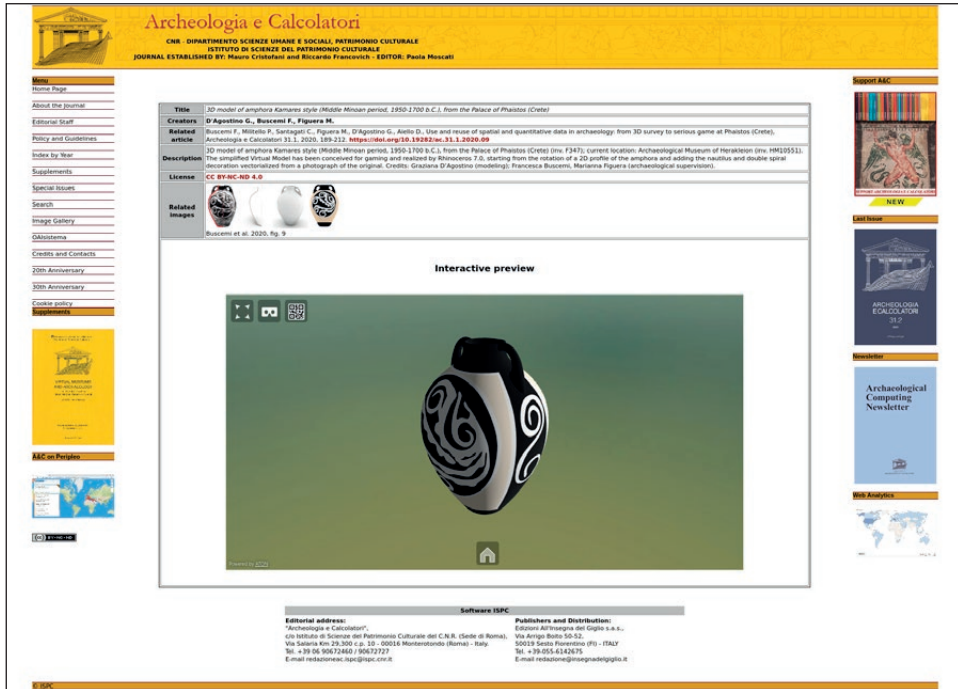 Archeologia e Calcolatori
CNR - DIPARTIMENTO SCIENZE UMANE E SOCIALI, PATRIMONIO CULTURALE
ISTITUTO DI SCIENZE DEL PATRIMONIO CULTURALE
JOURNAL ESTABLISHED BY: Mauro Cristofani and Riccardo Francovich - EDITOR: Paola Moscati
Menu
Home Page
About the Journal
Editorial Staff
Policy and Guidelines
Index by Year
Supplements
Special Issues
Search
Image Gallery
OAIsistema
Credits and Contacts
20th Anniversary
30th Anniversary
Cookie policy
Supplements
A&C on Peripleo
BY-NC-ND
Title 3D model of amphora Kamares style (Middle Minoan period, 1950-1700 b.C.), from the Palace of Phaistos (Crete)
Creators D'Agostino G., Buscemi F., Figuera M.
Related article Buscemi F., Militello P., Santagati C., Figuera M., D'Agostino G., Aiello D., Use and reuse of spatial and quantitative data in archaeology: from 3D survey to serious game at Phaistos (Crete),
Archeologia e Calcolatori 31.1, 2020, 189-212. https://doi.org/10.19282/ac.31.1.2020.09
Description 3D model of amphora Kamares style (Middle Minoan period, 1950-1700 b.C.), from the Palace of Phaistos (Crete) (inv. F347); current location: Archaeological Museum of Herakleion (inv. HM10551).
The simplified Virtual Model has been conceived for gaming and realized by Rhinoceros 7.0, starting from the rotation of a 2D profile of the amphora and adding the nautilus and double spiral
decoration vectorialized from a photograph of the original. Credits: Graziana D'Agostino (modeling); Francesca Buscemi, Marianna Figuera (archaeological supervision).
License CC BY-NC-ND 4.0
Related images
Buscemi et al. 2020, fig. 9
Interactive preview
Powered by ATON
Support A&C
SUPPORT ARCHEOLOGIA E CALCOLATORI
NEW
Last Issue
ARCHEOLOGIA
E CALCOLATORI
31.2
Newsletter
Archaeological
Computing
Newsletter
Web Analytics
Software ISPC
Editorial address:
"Archeologia e Calcolatori",
c/o Istituto di Scienze del Patrimonio Culturale del C.N.R. (Sede di Roma),
Via Salaria Km 29,300 c.p. 10 - 00016 Monterotondo (Roma) - Italy.
Tel. +39 06 90672460 / 90672727
E-mail redazioneac.ispc@ispc.cnr.it
Publishers and Distribution:
Edizioni All'Insegna del Giglio s.a.s.,
Via Arrigo Boito 50-52,
50019 Sesto Fiorentino (FI) - ITALY
Tel. +39-055-6142675
E-mail redazione@insegnadelgiglio.it
© ISPC